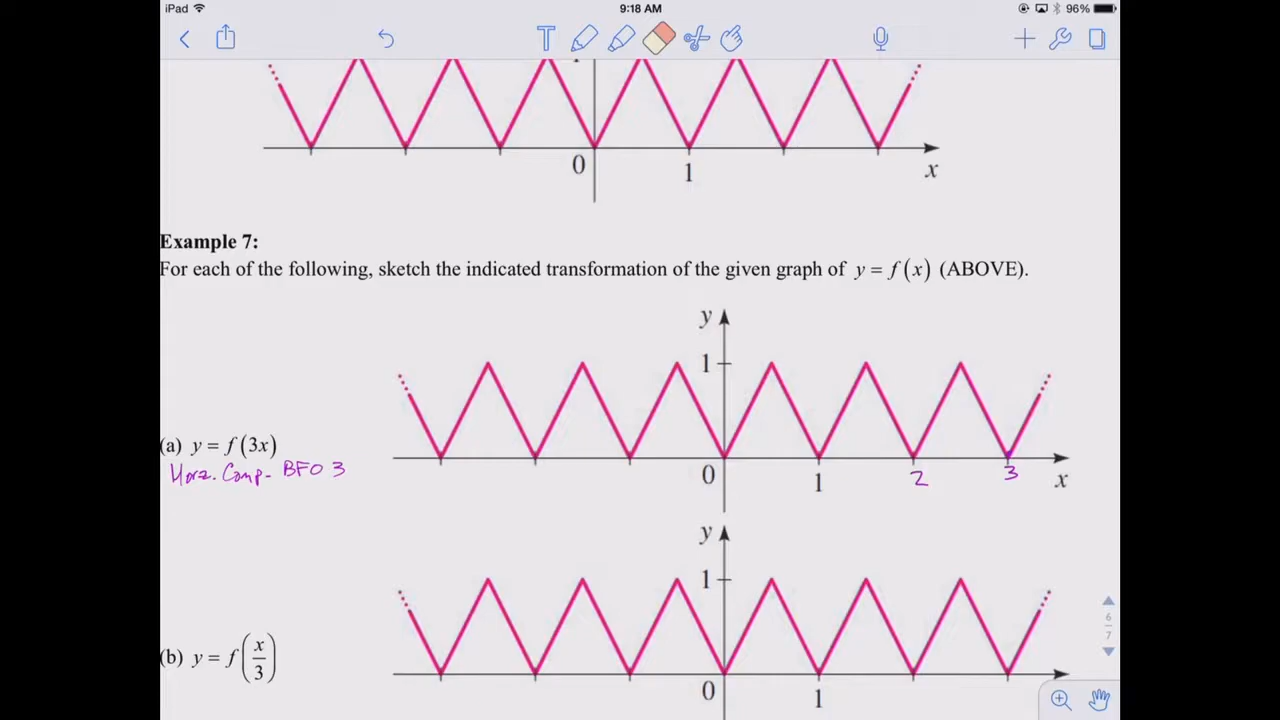 iPad 9:18 AM 96%
T
0 1 x
Example 7:
For each of the following, sketch the indicated transformation of the given graph of y = f(x) (ABOVE).
y
1
(a) y = f(3x)
Horz. Comp- BFO 3
0 1 2 3 x
y
1
(b) y = f(x/3)
0 1
6
7